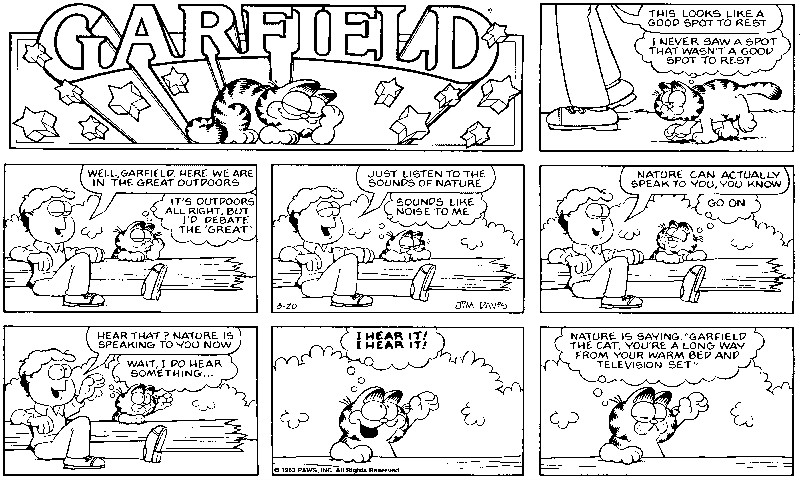 GARFIELD
THIS LOOKS LIKE A
GOOD SPOT TO REST
I NEVER SAW A SPOT
THAT WASN'T A GOOD
SPOT TO REST
WELL, GARFIELD, HERE WE ARE
IN THE GREAT OUTDOORS
IT'S OUTDOORS
ALL RIGHT, BUT
I'D DEBATE
THE 'GREAT'
JUST LISTEN TO THE
SOUNDS OF NATURE
SOUNDS LIKE
NOISE TO ME
3-20
JIM DAVIS
NATURE CAN ACTUALLY
SPEAK TO YOU, YOU KNOW
GO ON
HEAR THAT? NATURE IS
SPEAKING TO YOU NOW
WAIT, I DO HEAR
SOMETHING...
I HEAR IT!
I HEAR IT!
© 1983 PAWS, INC. All Rights Reserved
NATURE IS SAYING, "GARFIELD
THE CAT, YOU'RE A LONG WAY
FROM YOUR WARM BED AND
TELEVISION SET"